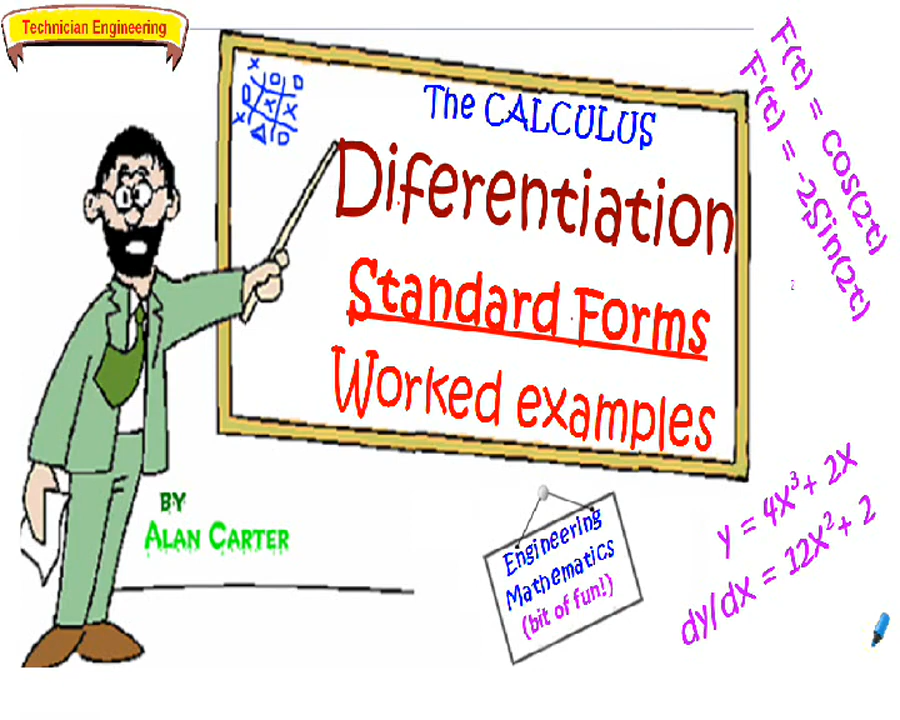 Technician Engineering
The CALCULUS
Diferentiation
Standard Forms
Worked examples
F(t) = cos(2t)
F'(t) = -2Sin(2t)
2
BY
ALAN CARTER
Engineering
Mathematics
(bit of fun!)
y = 4x³ + 2x
dy/dx = 12x² + 2